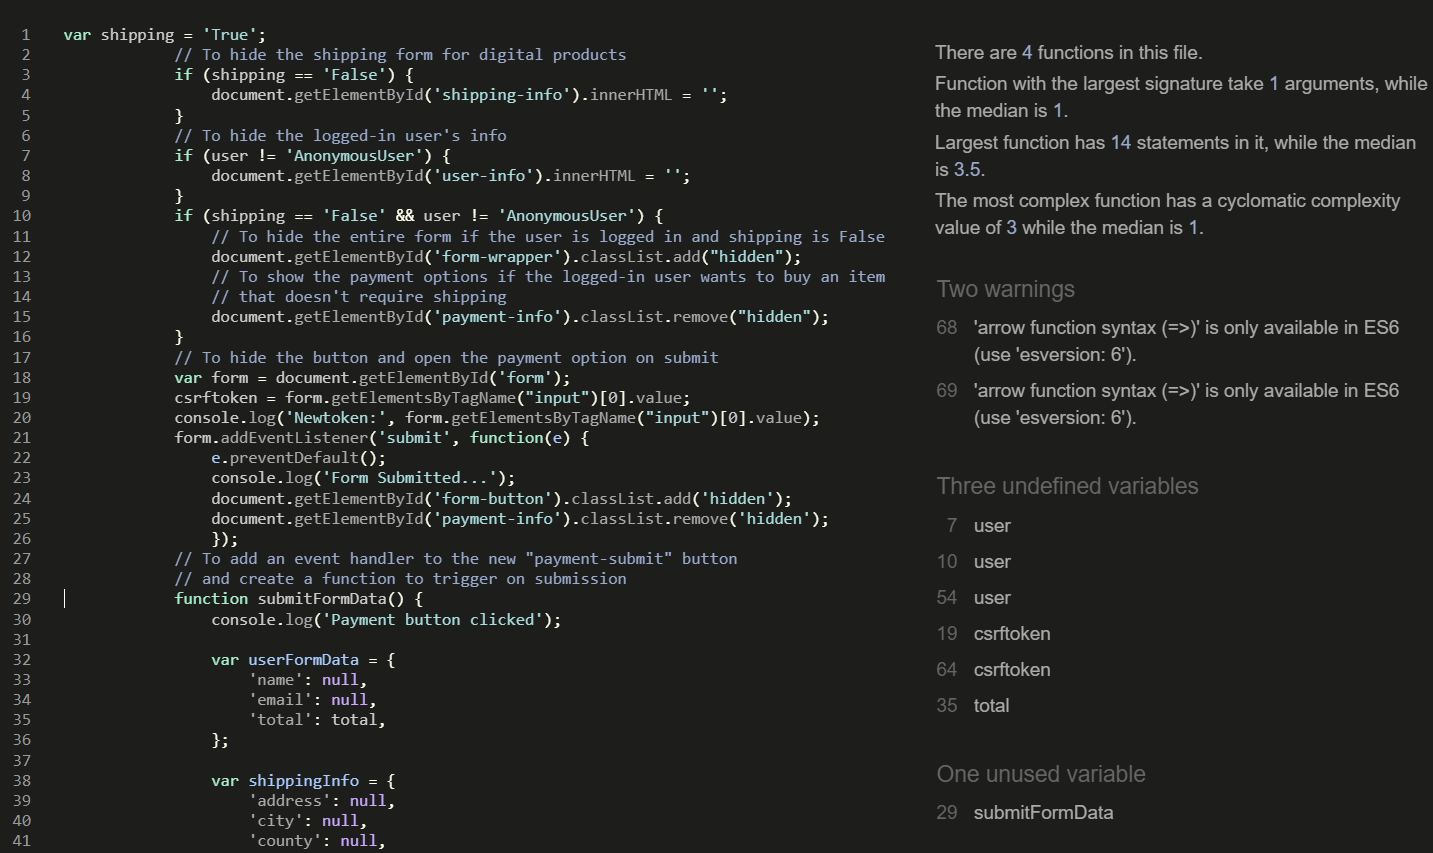 1 var shipping = 'True';
2 // To hide the shipping form for digital products
3 if (shipping == 'False') {
4 document.getElementById('shipping-info').innerHTML = '';
5 }
6 // To hide the logged-in user's info
7 if (user != 'AnonymousUser') {
8 document.getElementById('user-info').innerHTML = '';
9 }
10 if (shipping == 'False' && user != 'AnonymousUser') {
11 // To hide the entire form if the user is logged in and shipping is False
12 document.getElementById('form-wrapper').classList.add("hidden");
13 // To show the payment options if the logged-in user wants to buy an item
14 // that doesn't require shipping
15 document.getElementById('payment-info').classList.remove("hidden");
16 }
17 // To hide the button and open the payment option on submit
18 var form = document.getElementById('form');
19 csrftoken = form.getElementsByTagName("input")[0].value;
20 console.log('Newtoken:', form.getElementsByTagName("input")[0].value);
21 form.addEventListener('submit', function(e) {
22 e.preventDefault();
23 console.log('Form Submitted...');
24 document.getElementById('form-button').classList.add('hidden');
25 document.getElementById('payment-info').classList.remove('hidden');
26 });
27 // To add an event handler to the new "payment-submit" button
28 // and create a function to trigger on submission
29 function submitFormData() {
30 console.log('Payment button clicked');
31
32 var userFormData = {
33 'name': null,
34 'email': null,
35 'total': total,
36 };
37
38 var shippingInfo = {
39 'address': null,
40 'city': null,
41 'county': null,
There are 4 functions in this file.
Function with the largest signature take 1 arguments, while
the median is 1.
Largest function has 14 statements in it, while the median
is 3.5.
The most complex function has a cyclomatic complexity
value of 3 while the median is 1.
Two warnings
68 'arrow function syntax (=>)' is only available in ES6
(use 'esversion: 6').
69 'arrow function syntax (=>)' is only available in ES6
(use 'esversion: 6').
Three undefined variables
7 user
10 user
54 user
19 csrftoken
64 csrftoken
35 total
One unused variable
29 submitFormData